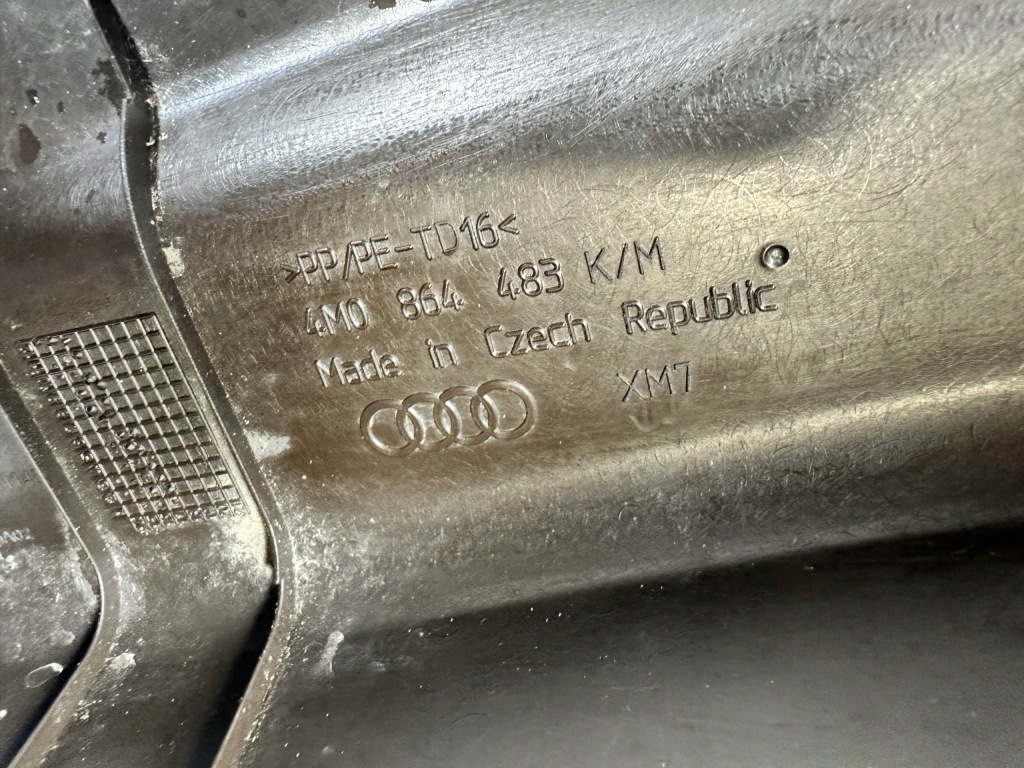 >PP/PE-TD16<
4M0 864 483 K/M
Made in Czech Republic
XM7